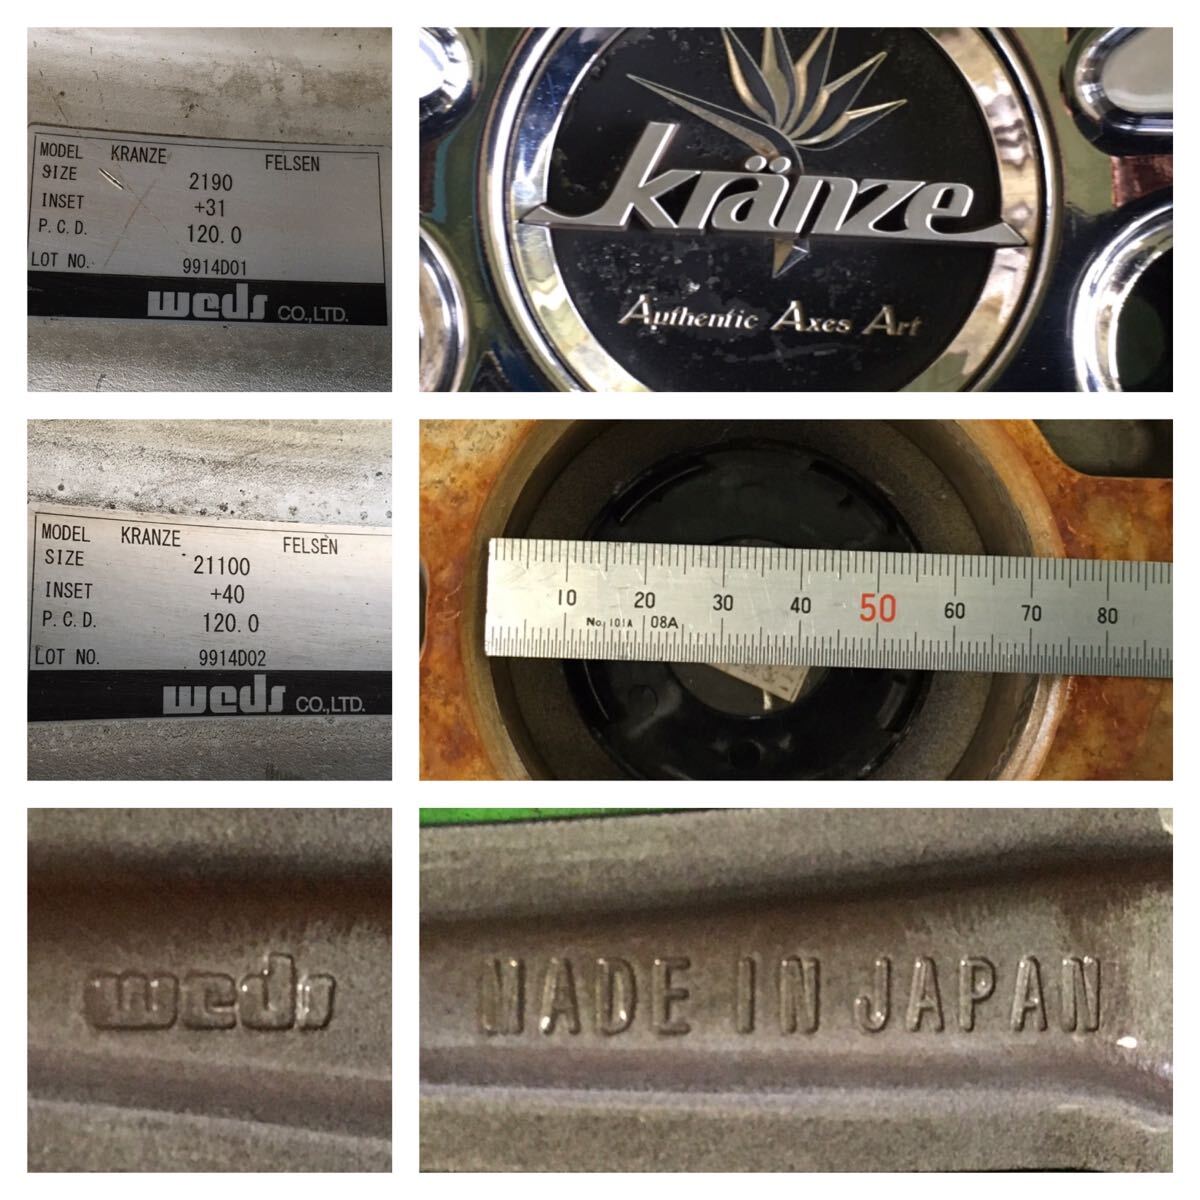 MODEL KRANZE FELSEN
SIZE 2190
INSET +31
P.C.D. 120.0
LOT NO. 9914D01
weds CO.,LTD.
kränze
Authentic Axes Art
MODEL KRANZE FELSEN
SIZE 21100
INSET +40
P.C.D. 120.0
LOT NO. 9914D02
weds CO.,LTD.
10 20 30 40 50 60 70 80
No. 101A 08A
weds
MADE IN JAPAN